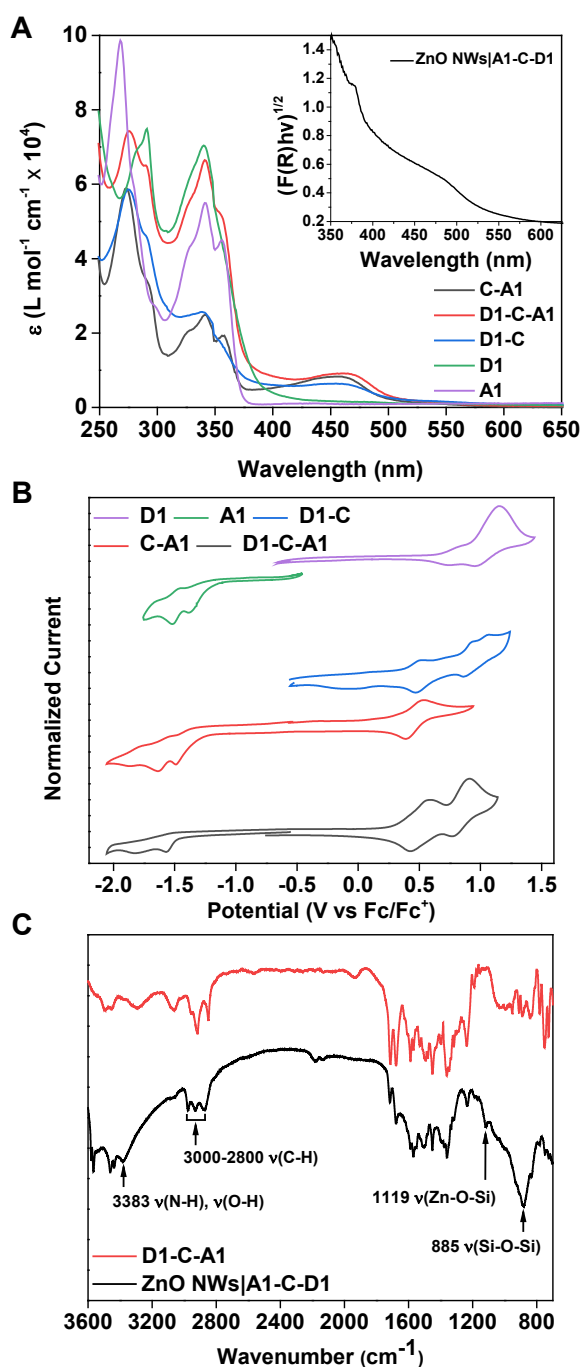 A
ε (L mol⁻¹ cm⁻¹ x 10⁴)
10
8
6
4
2
0
250 300 350 400 450 500 550 600 650
Wavelength (nm)
(F(R)hv)^1/2
1.4
1.2
1.0
0.8
0.6
0.4
0.2
350 400 450 500 550 600
Wavelength (nm)
ZnO NWs|A1-C-D1
C-A1
D1-C-A1
D1-C
D1
A1
B
D1 A1 D1-C
C-A1 D1-C-A1
Normalized Current
-2.0 -1.5 -1.0 -0.5 0.0 0.5 1.0 1.5
Potential (V vs Fc/Fc⁺)
C
3000-2800 ν(C-H)
3383 ν(N-H), ν(O-H)
1119 ν(Zn-O-Si)
885 ν(Si-O-Si)
D1-C-A1
ZnO NWs|A1-C-D1
3600 2800 2000 1600 1200 800
Wavenumber (cm⁻¹)